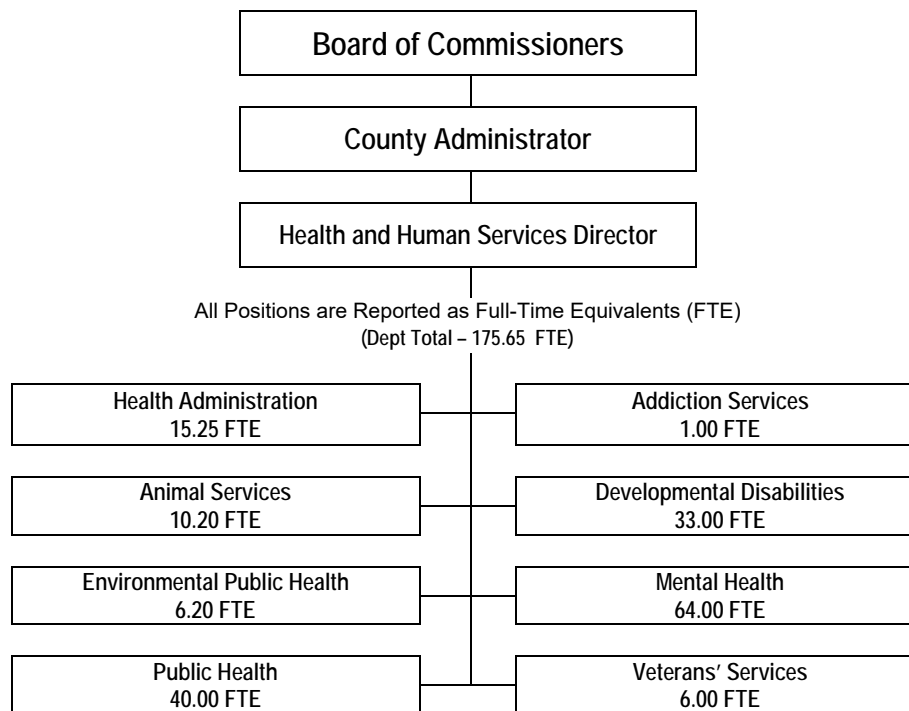 Board of Commissioners
County Administrator
Health and Human Services Director
All Positions are Reported as Full-Time Equivalents (FTE)
(Dept Total – 175.65 FTE)
Health Administration
15.25 FTE
Addiction Services
1.00 FTE
Animal Services
10.20 FTE
Developmental Disabilities
33.00 FTE
Environmental Public Health
6.20 FTE
Mental Health
64.00 FTE
Public Health
40.00 FTE
Veterans’ Services
6.00 FTE